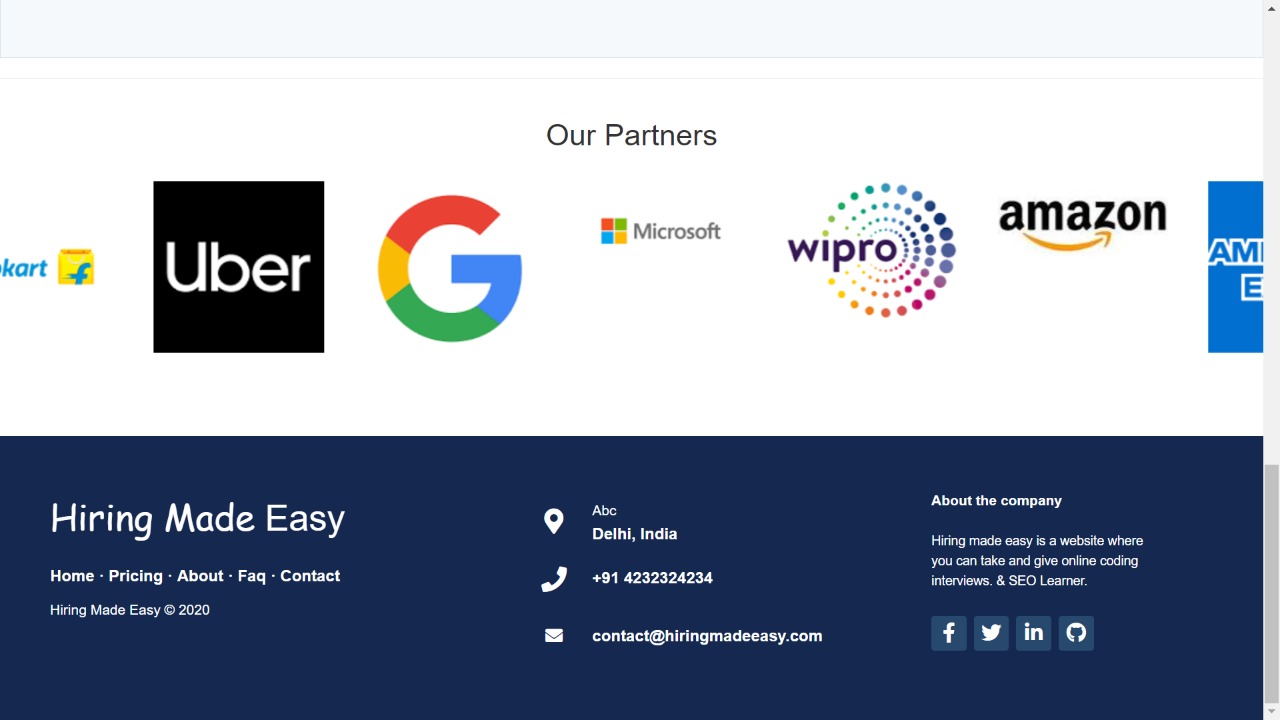 Our Partners
kart
Uber
Microsoft
wipro
amazon
AM
E
Hiring Made Easy
Home · Pricing · About · Faq · Contact
Hiring Made Easy © 2020
Abc
Delhi, India
+91 4232324234
contact@hiringmadeeasy.com
About the company
Hiring made easy is a website where
you can take and give online coding
interviews. & SEO Learner.